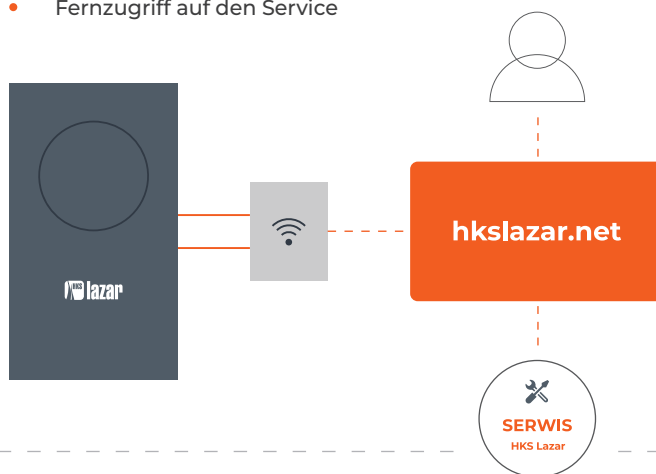 • Fernzugriff auf den Service
HKS lazar
hkslazar.net
SERWIS
HKS Lazar